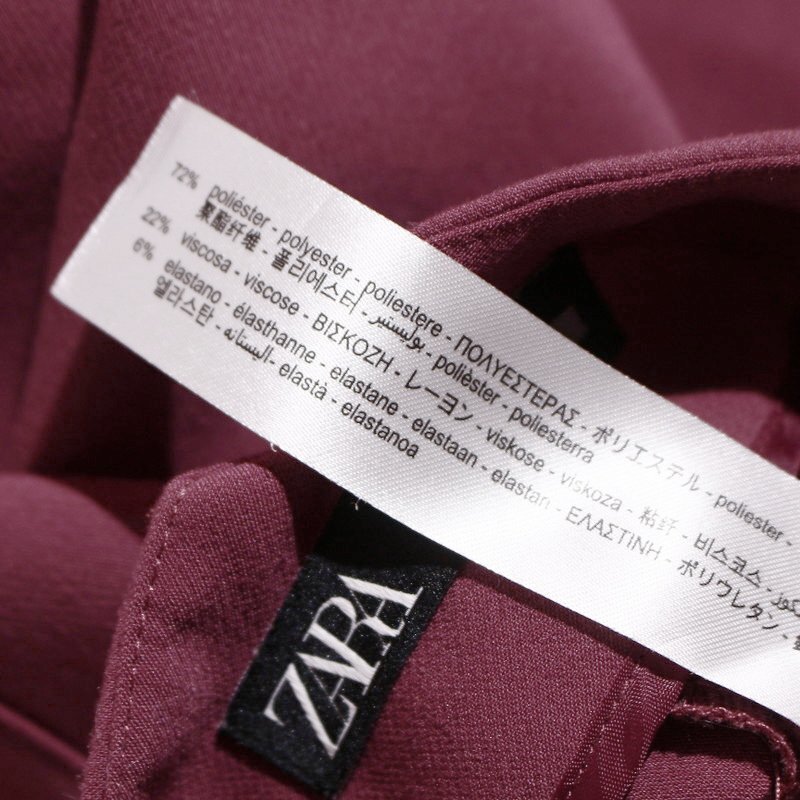 72% poliéster - polyester - poliestere - ΠΟΛΥΕΣΤΕΡΑΣ - ポリエステル - poliester -
聚酯纤维 - 폴리에스터 - بوليستير - polièster - poliesterra
22% viscosa - viscose - ΒΙΣΚΟΖΗ - レーヨン - viskose - viskoza - 粘纤 - 비스코스 -
6% elastano - élasthanne - elastane - elastaan - elastan - ΕΛΑΣΤΙΝΗ - ポリウレタン -
엘라스탄 - اليستانه - elastà - elastanoa
ZARA